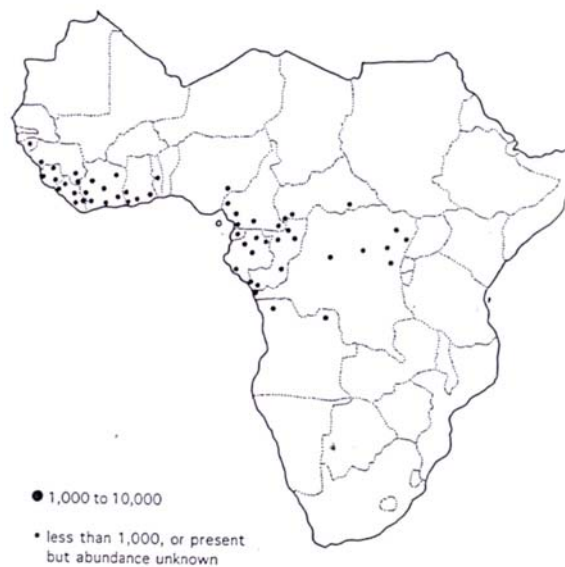 1,000 to 10,000
less than 1,000, or present
but abundance unknown